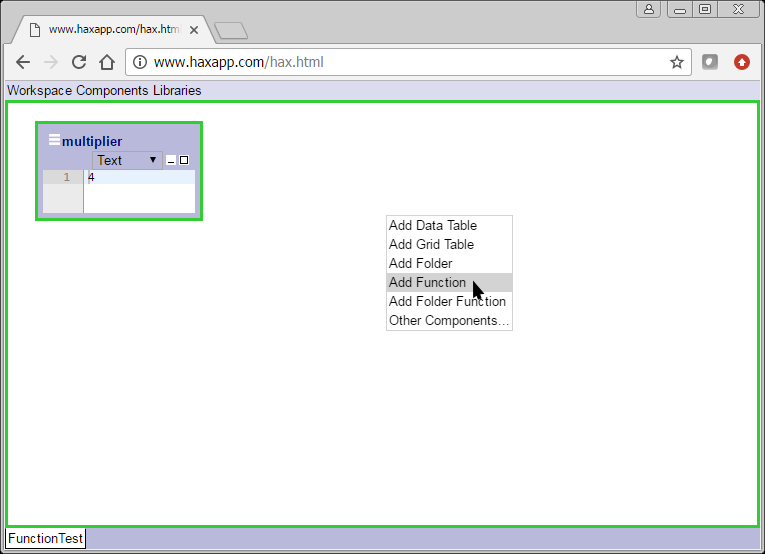 www.haxapp.com/hax.html
www.haxapp.com/hax.html
Workspace Components Libraries
multiplier
Text
1 4
Add Data Table
Add Grid Table
Add Folder
Add Function
Add Folder Function
Other Components...
FunctionTest